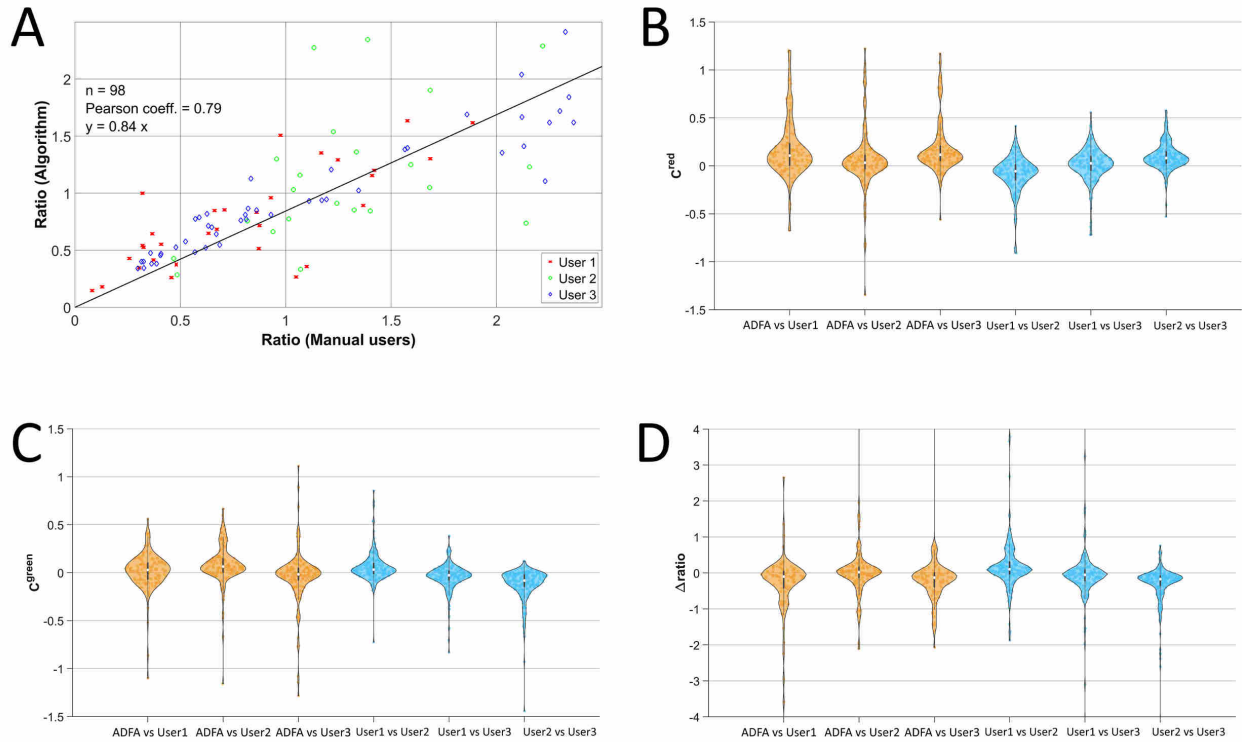 A
Ratio (Algorithm)
2
1.5
1
0.5
0
n = 98
Pearson coeff. = 0.79
y = 0.84 x
User 1
User 2
User 3
0 0.5 1 1.5 2
Ratio (Manual users)
B
C^red
1.5
1
0.5
0
-0.5
-1
-1.5
ADFA vs User1 ADFA vs User2 ADFA vs User3 User1 vs User2 User1 vs User3 User2 vs User3
C
C^green
1.5
1
0.5
0
-0.5
-1
-1.5
ADFA vs User1 ADFA vs User2 ADFA vs User3 User1 vs User2 User1 vs User3 User2 vs User3
D
Δratio
4
3
2
1
0
-1
-2
-3
-4
ADFA vs User1 ADFA vs User2 ADFA vs User3 User1 vs User2 User1 vs User3 User2 vs User3